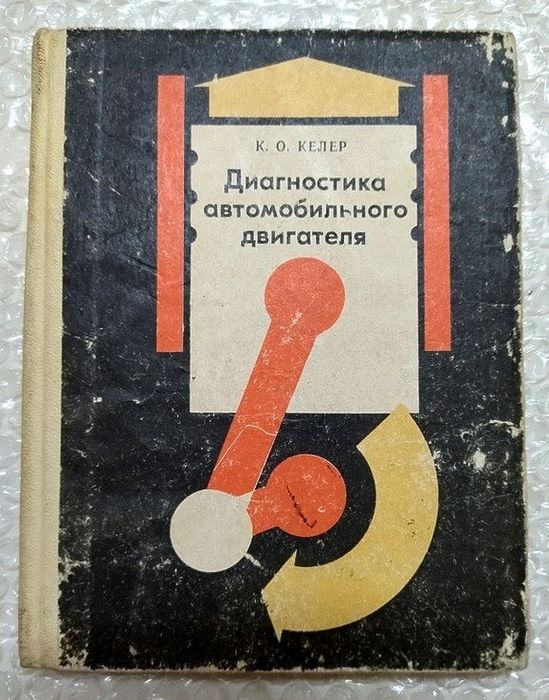 К. О. КЕЛЕР
Диагностика
автомобильного
двигателя